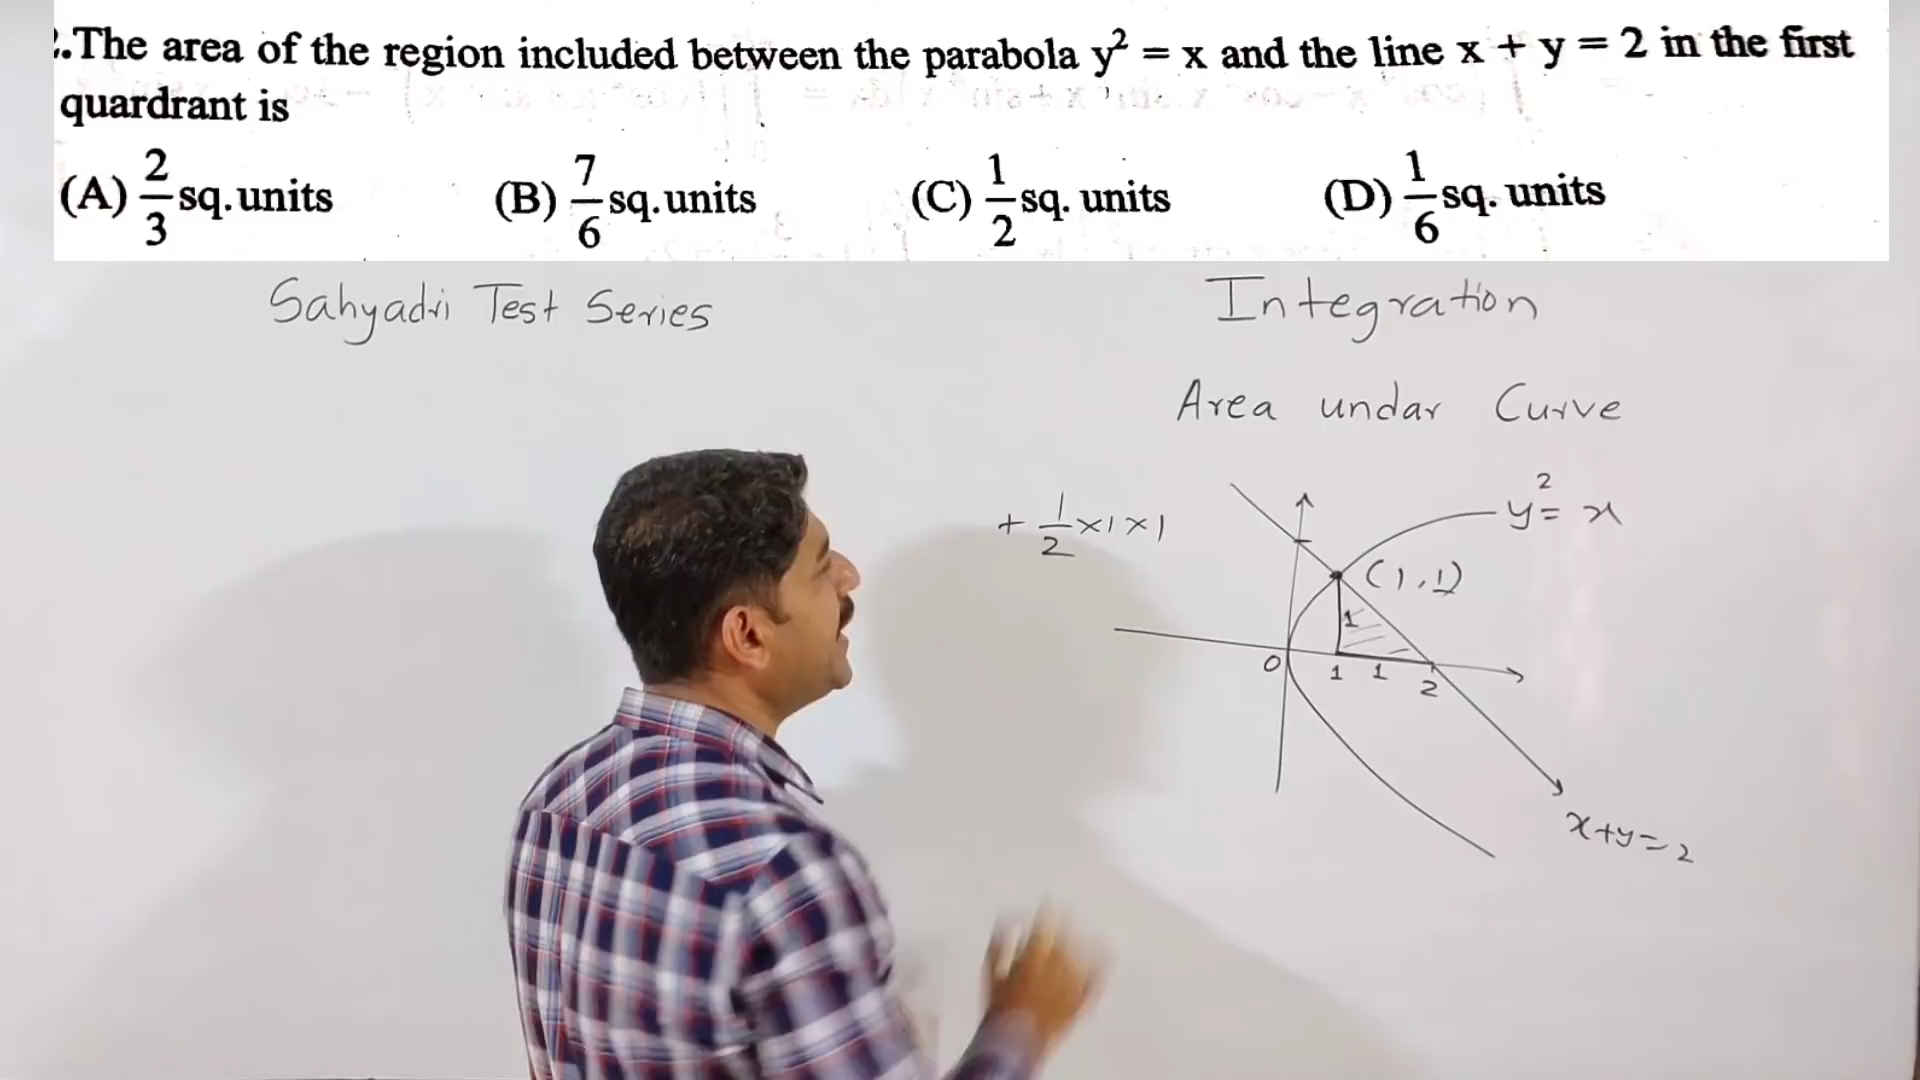 .The area of the region included between the parabola y² = x and the line x + y = 2 in the first
quardrant is
(A) 2/3 sq.units (B) 7/6 sq.units (C) 1/2 sq. units (D) 1/6 sq. units
Sahyadri Test Series
Integration
Area undar Curve
y² = x
+ 1/2 × 1 × 1
(1, 1)
1
0 1 1 2
x+y=2